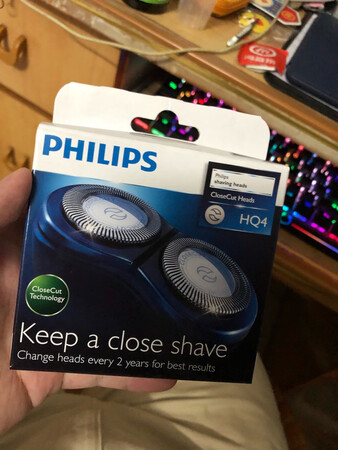 PHILIPS
Philips
shaving heads
CloseCut Heads
HQ4
CloseCut
Technology
Keep a close shave
Change heads every 2 years for best results